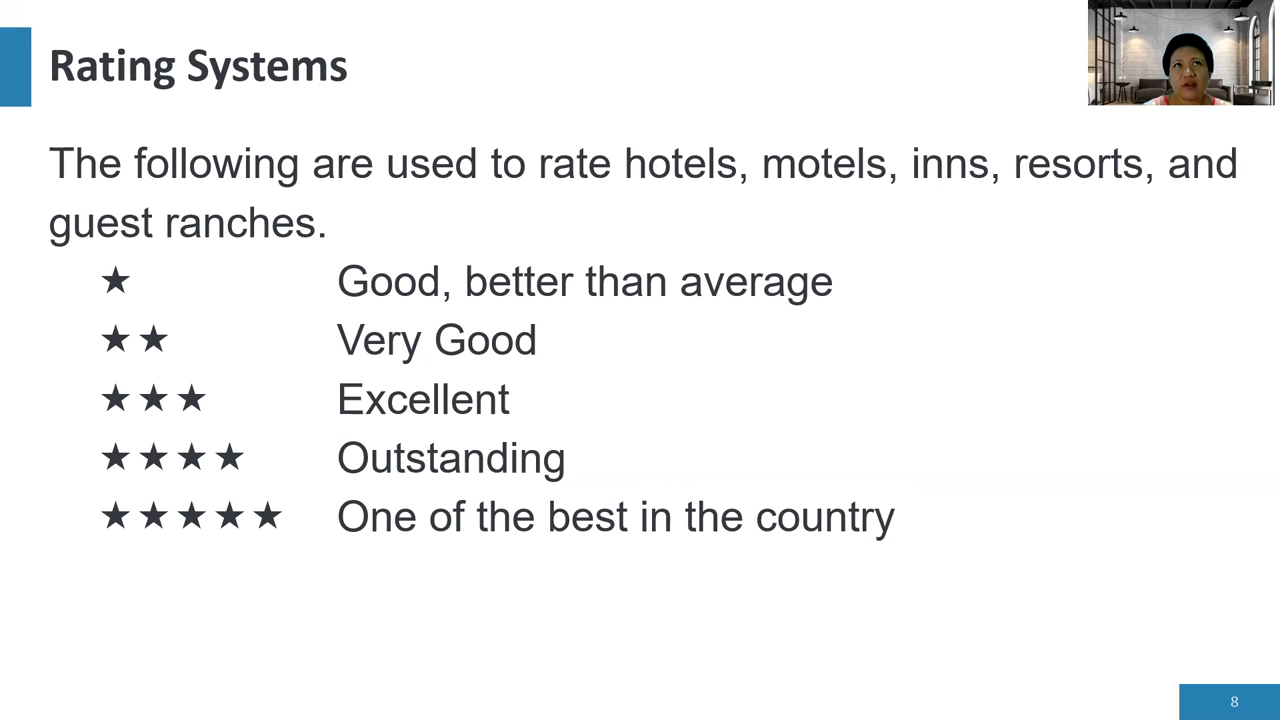 Rating Systems
The following are used to rate hotels, motels, inns, resorts, and
guest ranches.
★ Good, better than average
★★ Very Good
★★★ Excellent
★★★★ Outstanding
★★★★★ One of the best in the country
8